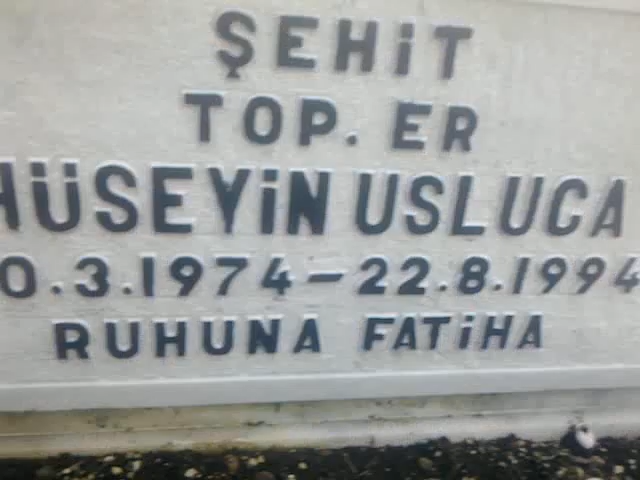 ŞEHİT
TOP. ER
HÜSEYİN USLUCA
0.3.1974-22.8.1994
RUHUNA FATİHA